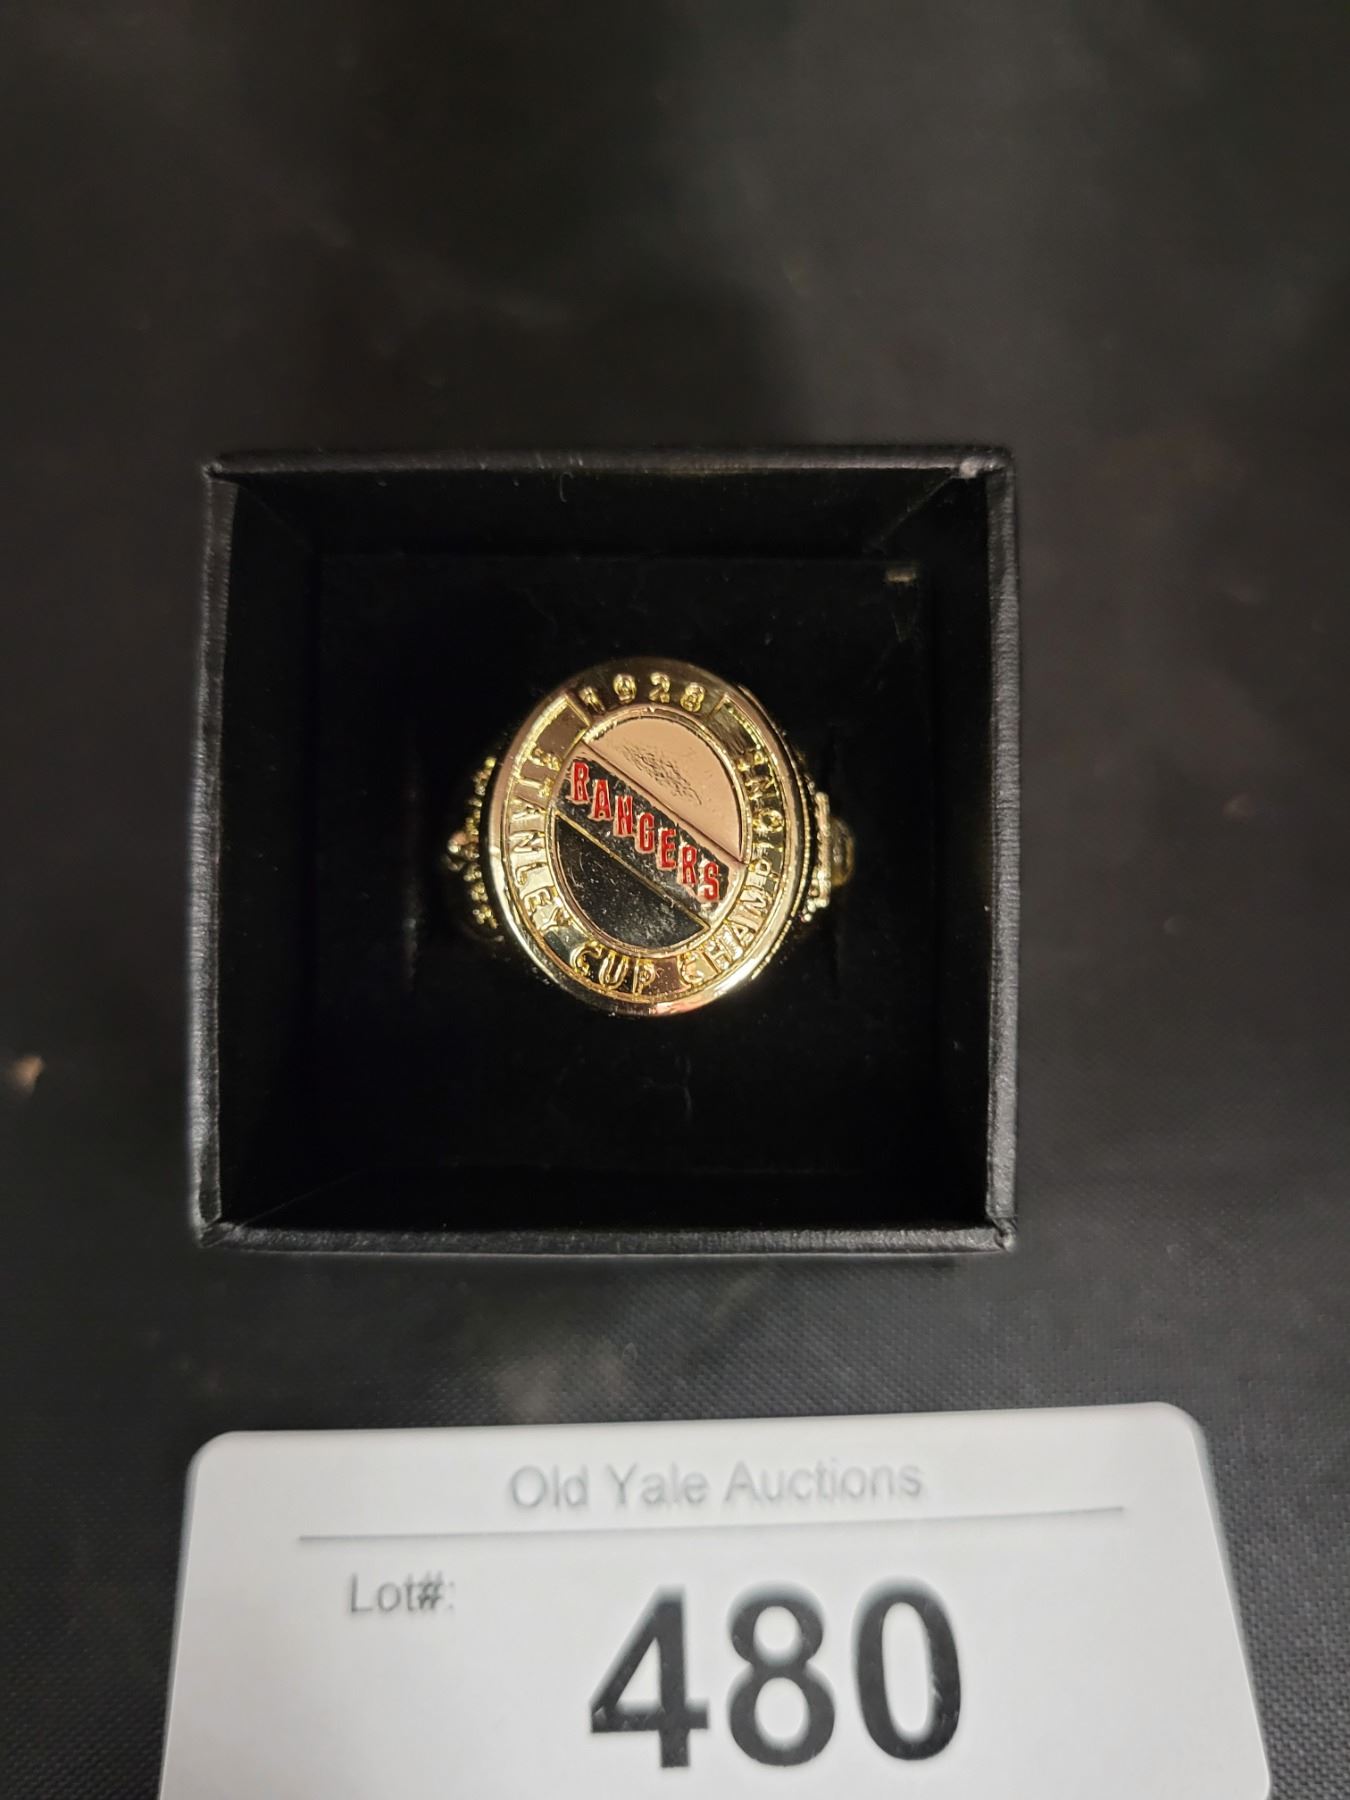 1928
STANLEY CUP CHAMPIONS
RANGERS
Old Yale Auctions
Lot#:
480